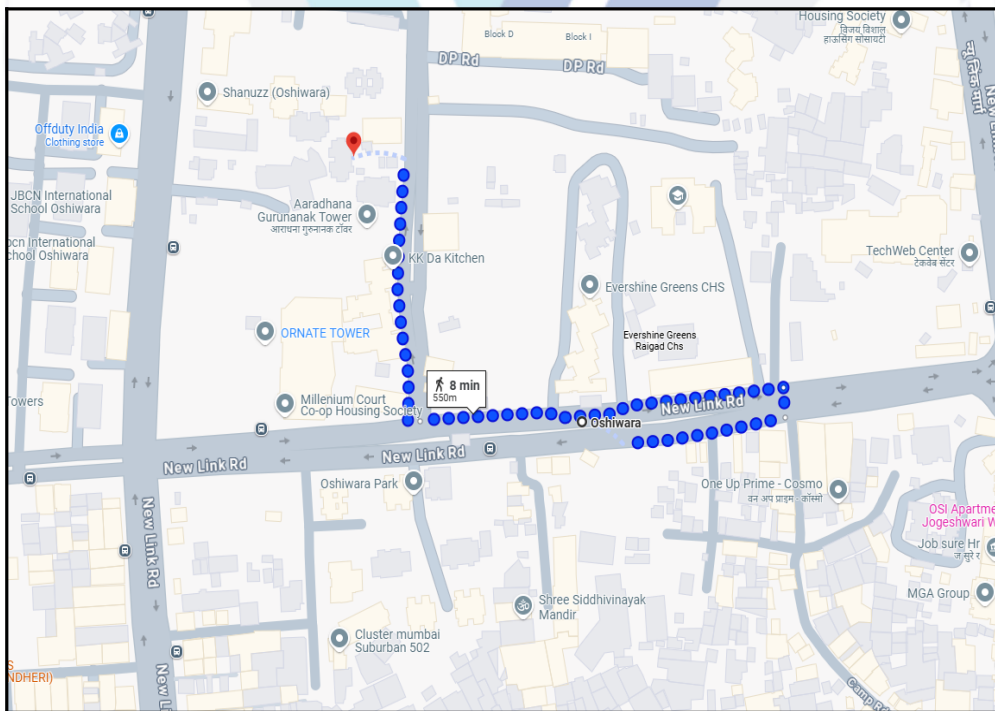 Housing Society
विजय विशाल
हाऊसिंग सोसायटी
Block D
Block I
DP Rd
DP Rd
न्यू लिंक मार्ग
New Link
Shanuzz (Oshiwara)
Offduty India
Clothing store
JBCN International
School Oshiwara
bcn International
chool Oshiwara
Aaradhana
Gurunanak Tower
आराधना गुरुनानक टॉवर
KK Da Kitchen
TechWeb Center
टेकवेब सेंटर
Evershine Greens CHS
ORNATE TOWER
Evershine Greens
Raigad Chs
8 min
550m
Towers
Millenium Court
Co-op Housing Society
New Link Rd
Oshiwara
New Link Rd
New Link Rd
Oshiwara Park
One Up Prime - Cosmo
वन अप प्राइम - कॉस्मो
OSI Apartme
Jogeshwari W
Job sure Hr
ज सुरे र
New Link Rd
MGA Group
Shree Siddhivinayak
Mandir
Cluster mumbai
Suburban 502
S
NDHERI)
New Li
Camp Rd